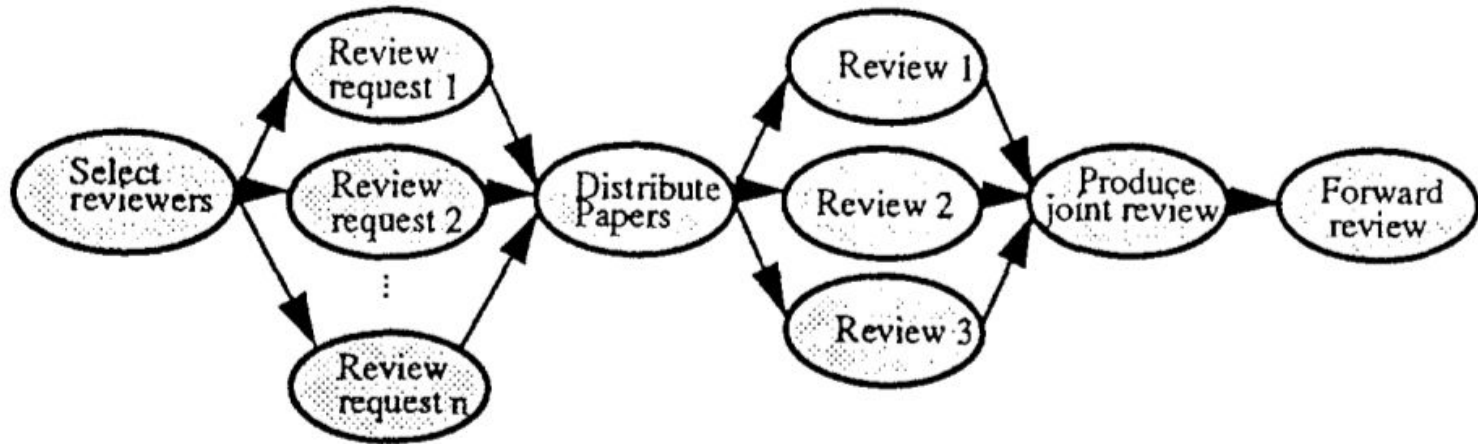 Select
reviewers
Review
request 1
Review
request 2
⋮
Review
request n
Distribute
Papers
Review 1
Review 2
Review 3
Produce
joint review
Forward
review